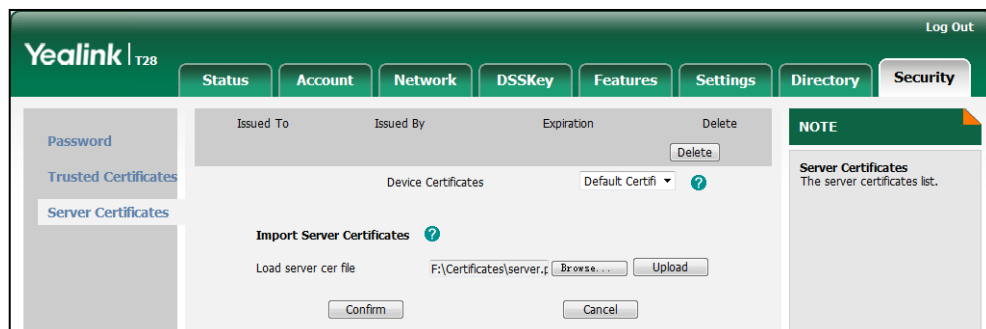 Log Out
Yealink T28
Status Account Network DSSKey Features Settings Directory Security
Password
Trusted Certificates
Server Certificates
Issued To Issued By Expiration Delete
Delete
Device Certificates Default Certifi ?
Import Server Certificates ?
Load server cer file F:\Certificates\server.p Browse... Upload
Confirm Cancel
NOTE
Server Certificates
The server certificates list.